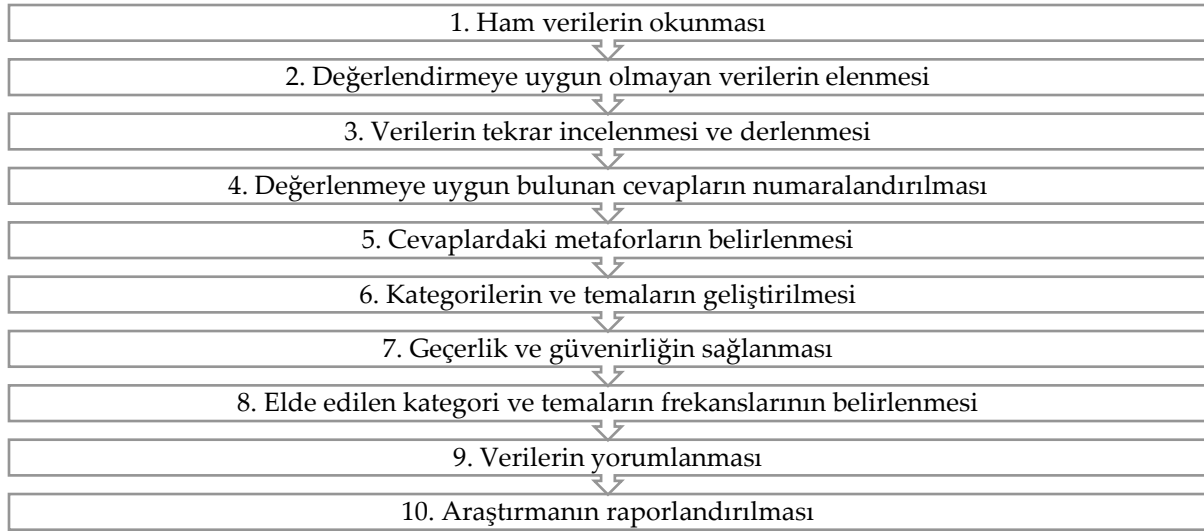 1. Ham verilerin okunması
2. Değerlendirmeye uygun olmayan verilerin elenmesi
3. Verilerin tekrar incelenmesi ve derlenmesi
4. Değerlenmeye uygun bulunan cevapların numaralandırılması
5. Cevaplardaki metaforların belirlenmesi
6. Kategorilerin ve temaların geliştirilmesi
7. Geçerlik ve güvenirliğin sağlanması
8. Elde edilen kategori ve temaların frekanslarının belirlenmesi
9. Verilerin yorumlanması
10. Araştırmanın raporlandırılması